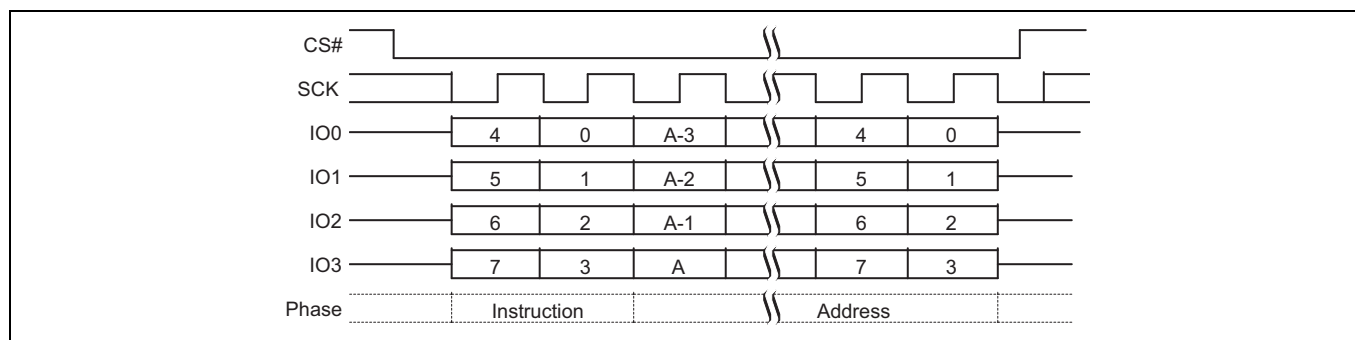 CS#
SCK
IO0 4 0 A-3 4 0
IO1 5 1 A-2 5 1
IO2 6 2 A-1 6 2
IO3 7 3 A 7 3
Phase Instruction Address